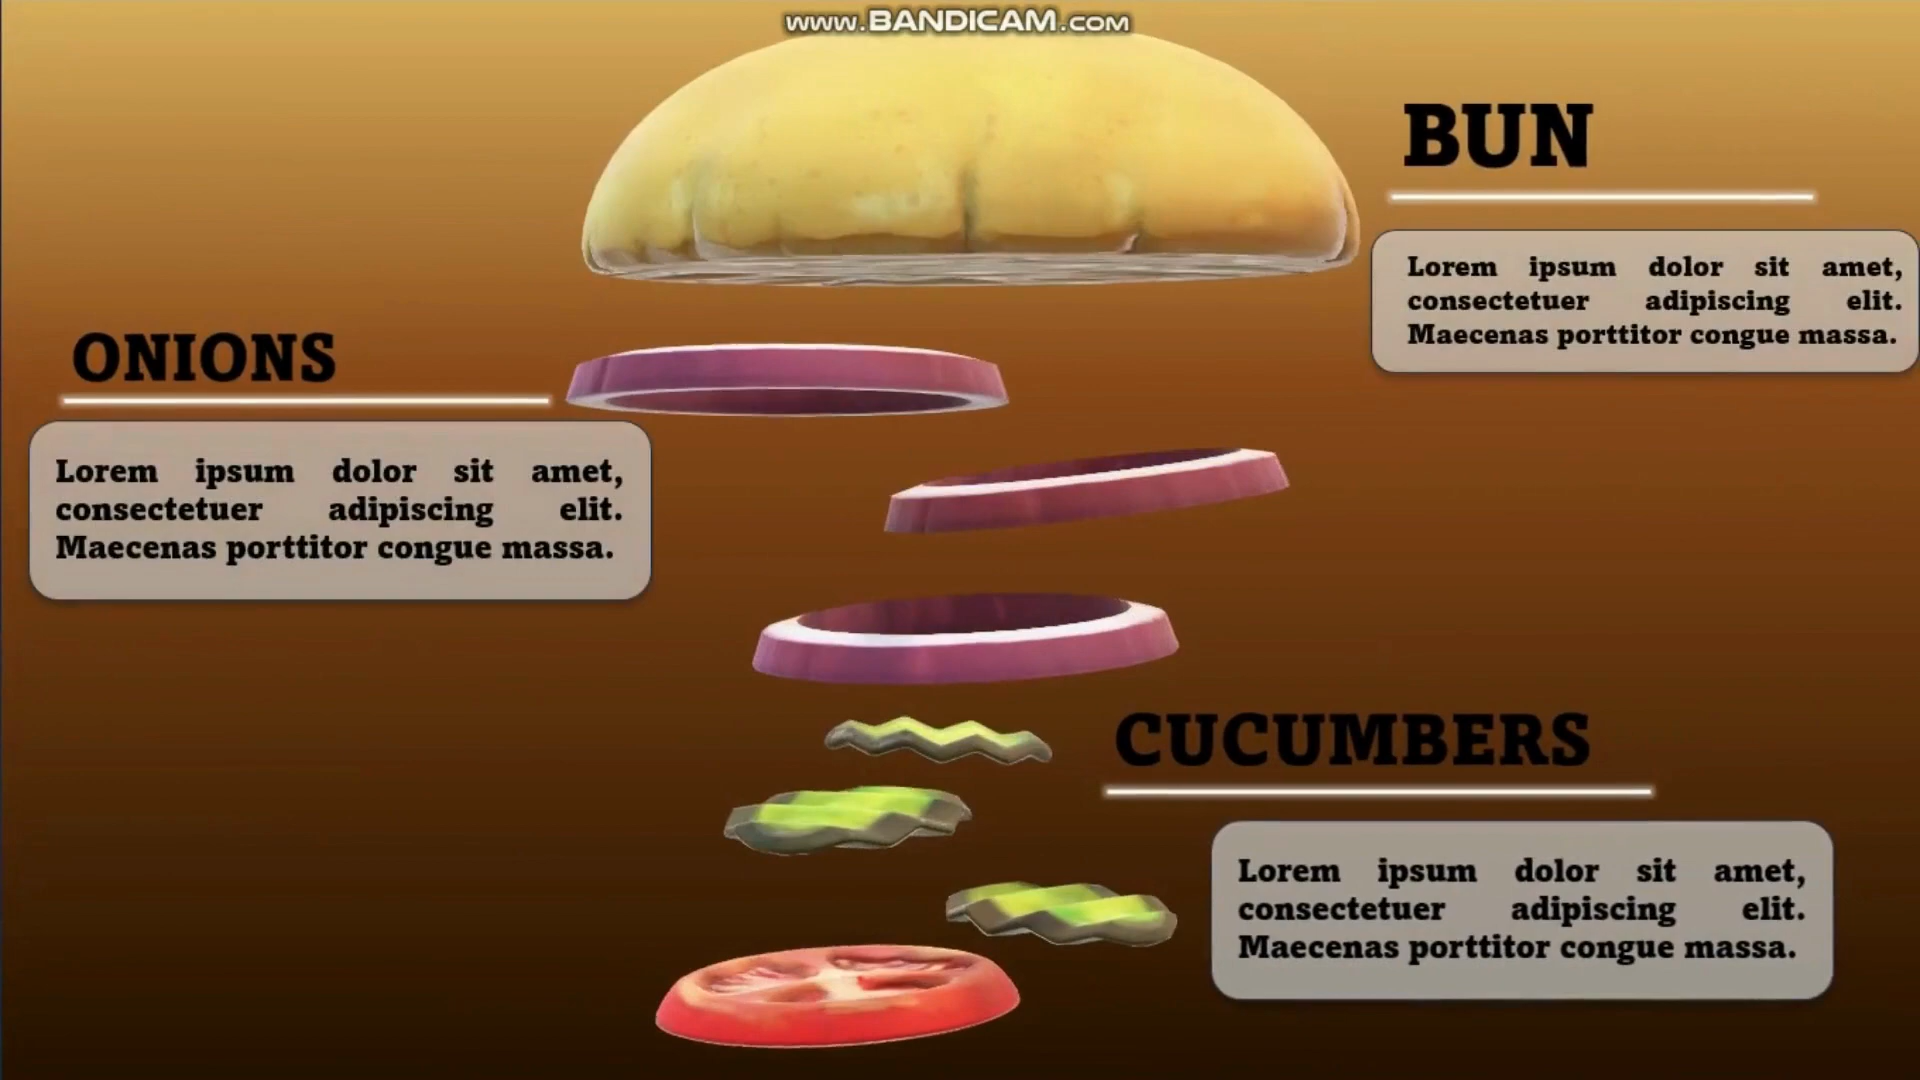 www.BANDICAM.com
BUN
Lorem ipsum dolor sit amet,
consectetuer adipiscing elit.
Maecenas porttitor congue massa.
ONIONS
Lorem ipsum dolor sit amet,
consectetuer adipiscing elit.
Maecenas porttitor congue massa.
CUCUMBERS
Lorem ipsum dolor sit amet,
consectetuer adipiscing elit.
Maecenas porttitor congue massa.